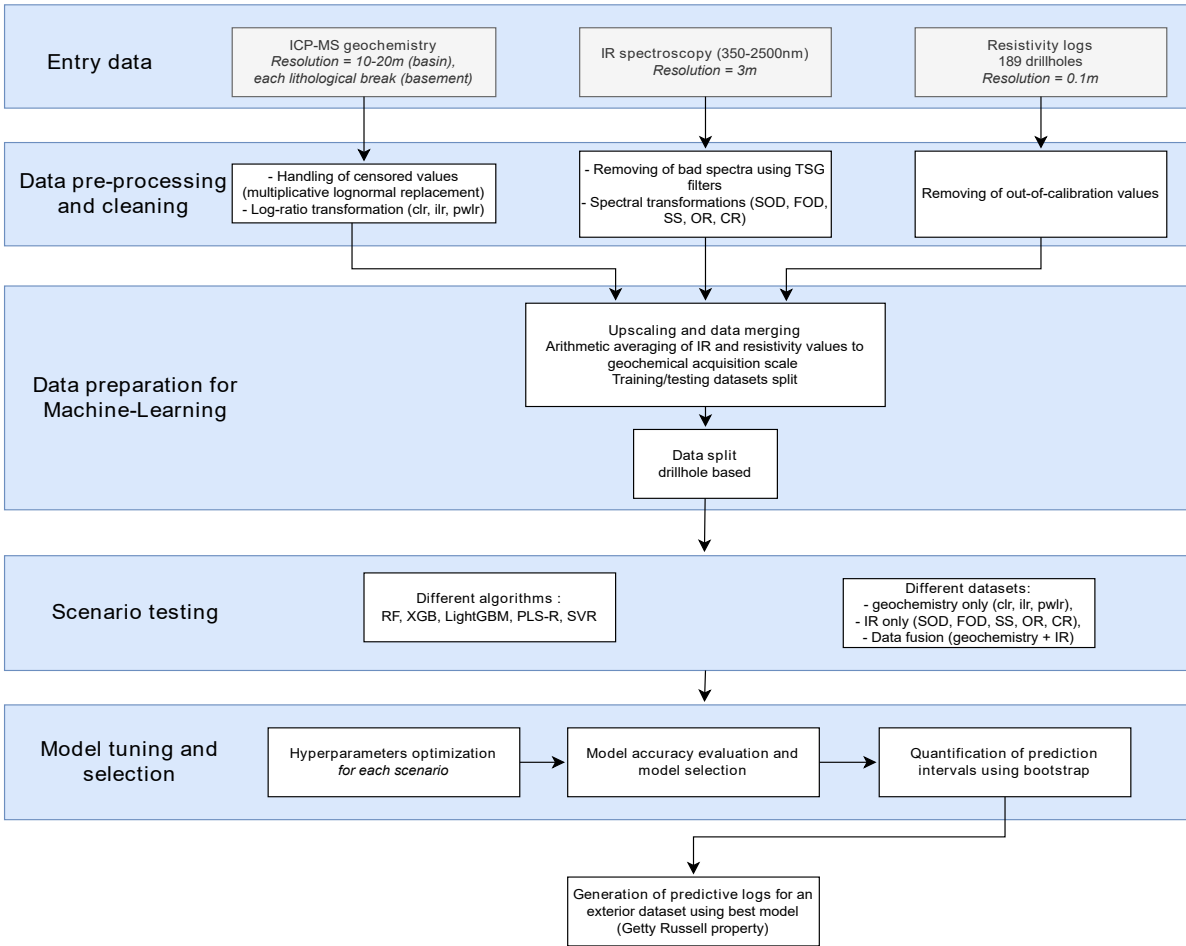 Entry data
ICP-MS geochemistry
Resolution = 10-20m (basin),
each lithological break (basement)
IR spectroscopy (350-2500nm)
Resolution = 3m
Resistivity logs
189 drillholes
Resolution = 0.1m
Data pre-processing
and cleaning
- Handling of censored values
(multiplicative lognormal replacement)
- Log-ratio transformation (clr, ilr, pwlr)
- Removing of bad spectra using TSG
filters
- Spectral transformations (SOD, FOD,
SS, OR, CR)
Removing of out-of-calibration values
Data preparation for
Machine-Learning
Upscaling and data merging
Arithmetic averaging of IR and resistivity values to
geochemical acquisition scale
Training/testing datasets split
Data split
drillhole based
Scenario testing
Different algorithms :
RF, XGB, LightGBM, PLS-R, SVR
Different datasets:
- geochemistry only (clr, ilr, pwlr),
- IR only (SOD, FOD, SS, OR, CR),
- Data fusion (geochemistry + IR)
Model tuning and
selection
Hyperparameters optimization
for each scenario
Model accuracy evaluation and
model selection
Quantification of prediction
intervals using bootstrap
Generation of predictive logs for an
exterior dataset using best model
(Getty Russell property)